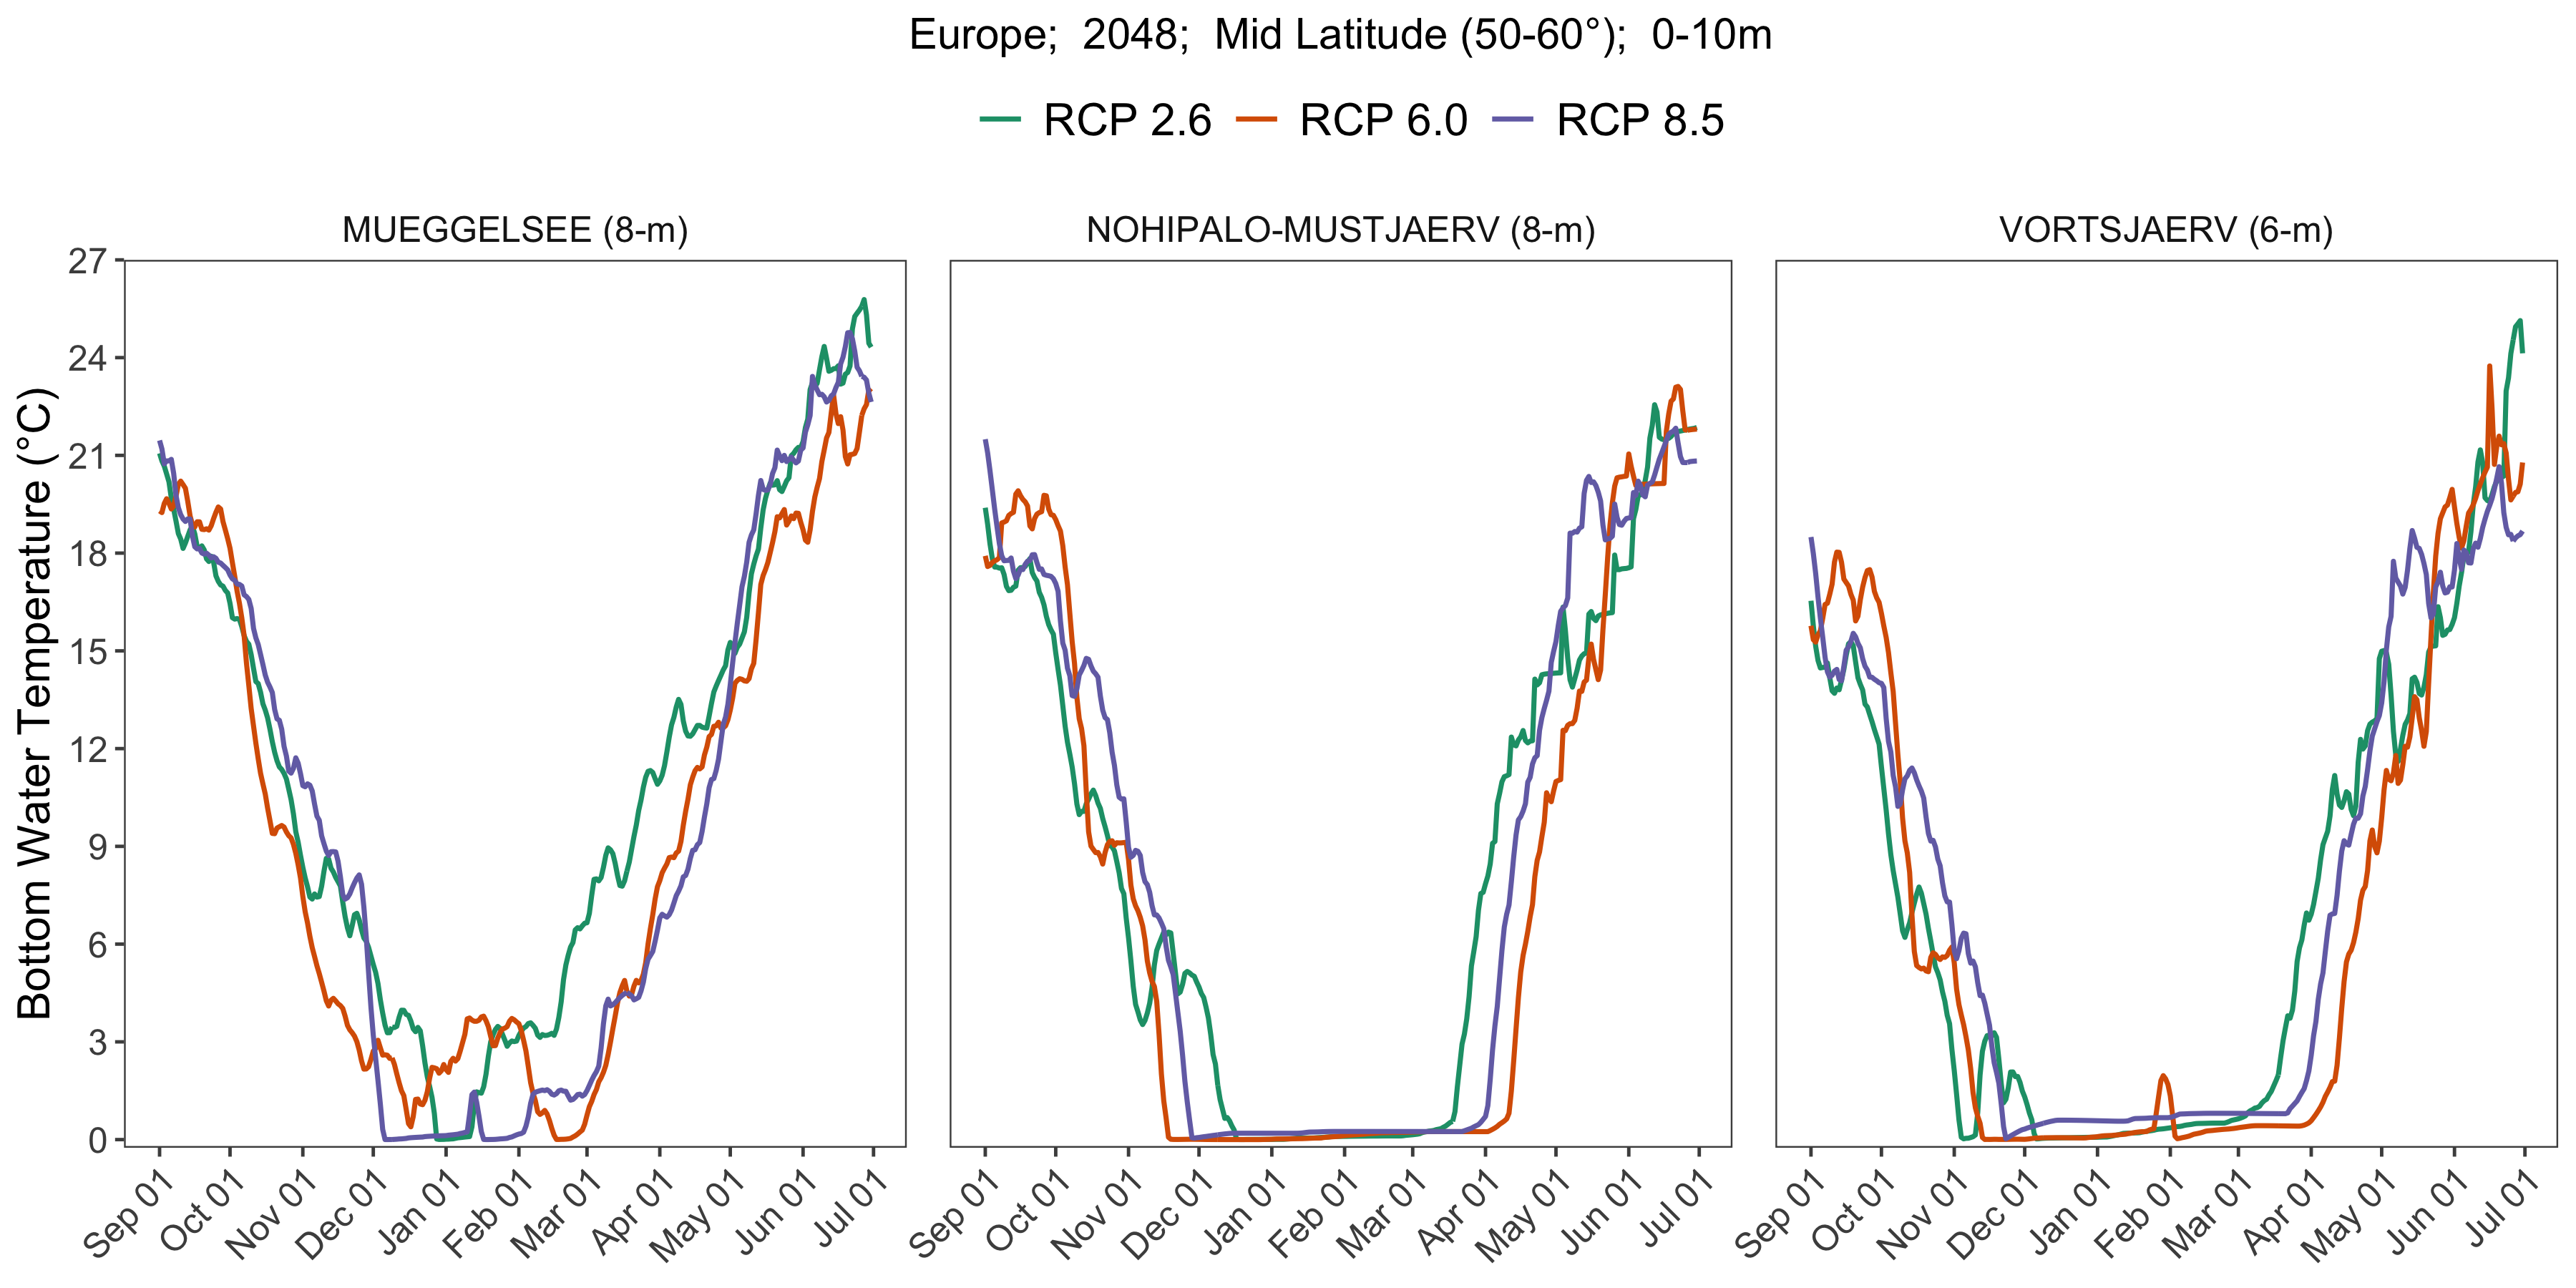 Europe;  2048;  Mid Latitude (50-60°);  0-10m
RCP 2.6 RCP 6.0 RCP 8.5
MUEGGELSEE (8-m) NOHIPALO-MUSTJAERV (8-m) VORTSJAERV (6-m)
Bottom Water Temperature (°C)
27
24
21
18
15
12
9
6
3
0
Sep 01 Oct 01 Nov 01 Dec 01 Jan 01 Feb 01 Mar 01 Apr 01 May 01 Jun 01 Jul 01
Sep 01 Oct 01 Nov 01 Dec 01 Jan 01 Feb 01 Mar 01 Apr 01 May 01 Jun 01 Jul 01
Sep 01 Oct 01 Nov 01 Dec 01 Jan 01 Feb 01 Mar 01 Apr 01 May 01 Jun 01 Jul 01